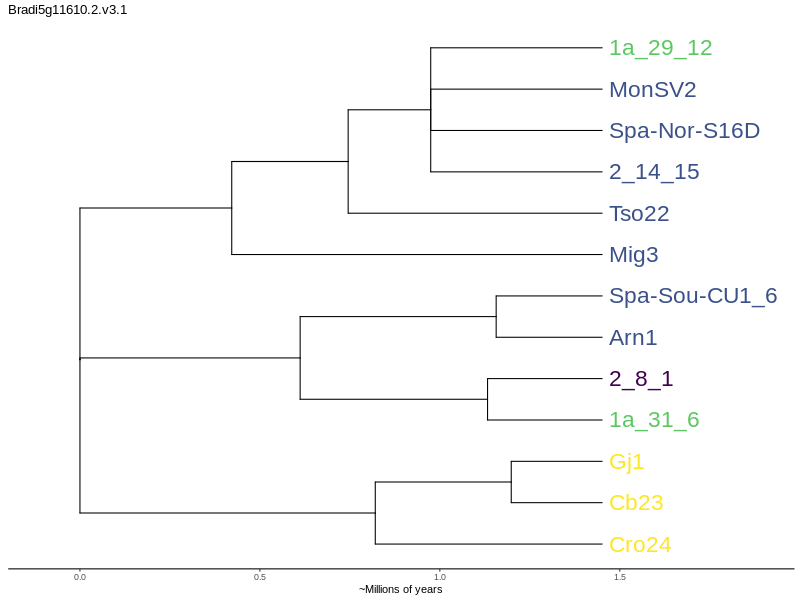 Bradi5g11610.2.v3.1
1a_29_12
MonSV2
Spa-Nor-S16D
2_14_15
Tso22
Mig3
Spa-Sou-CU1_6
Arn1
2_8_1
1a_31_6
Gj1
Cb23
Cro24
0.0 0.5 1.0 1.5
~Millions of years